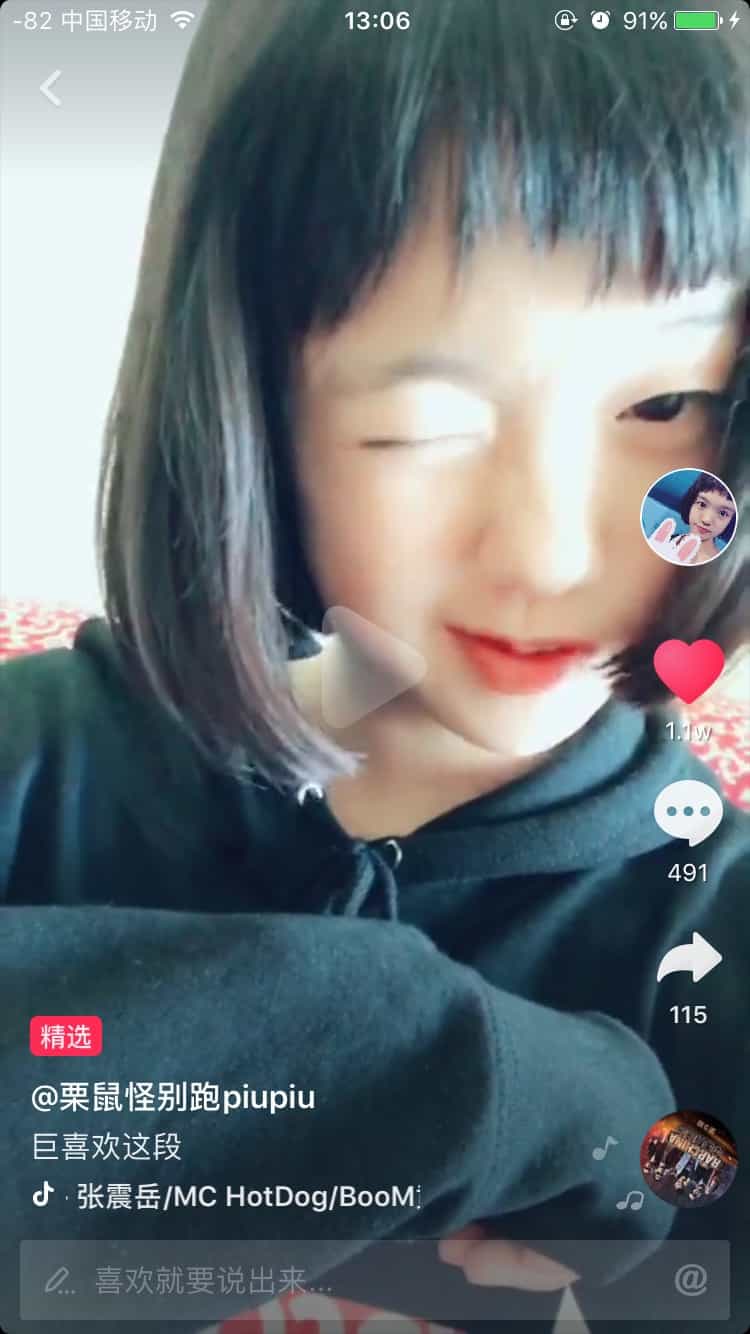 -82 中国移动 13:06 91%
1.1w
491
115
精选
@栗鼠怪别跑piupiu
巨喜欢这段
· 张震岳/MC HotDog/BooM
RAPCHINA
喜欢就要说出来... @